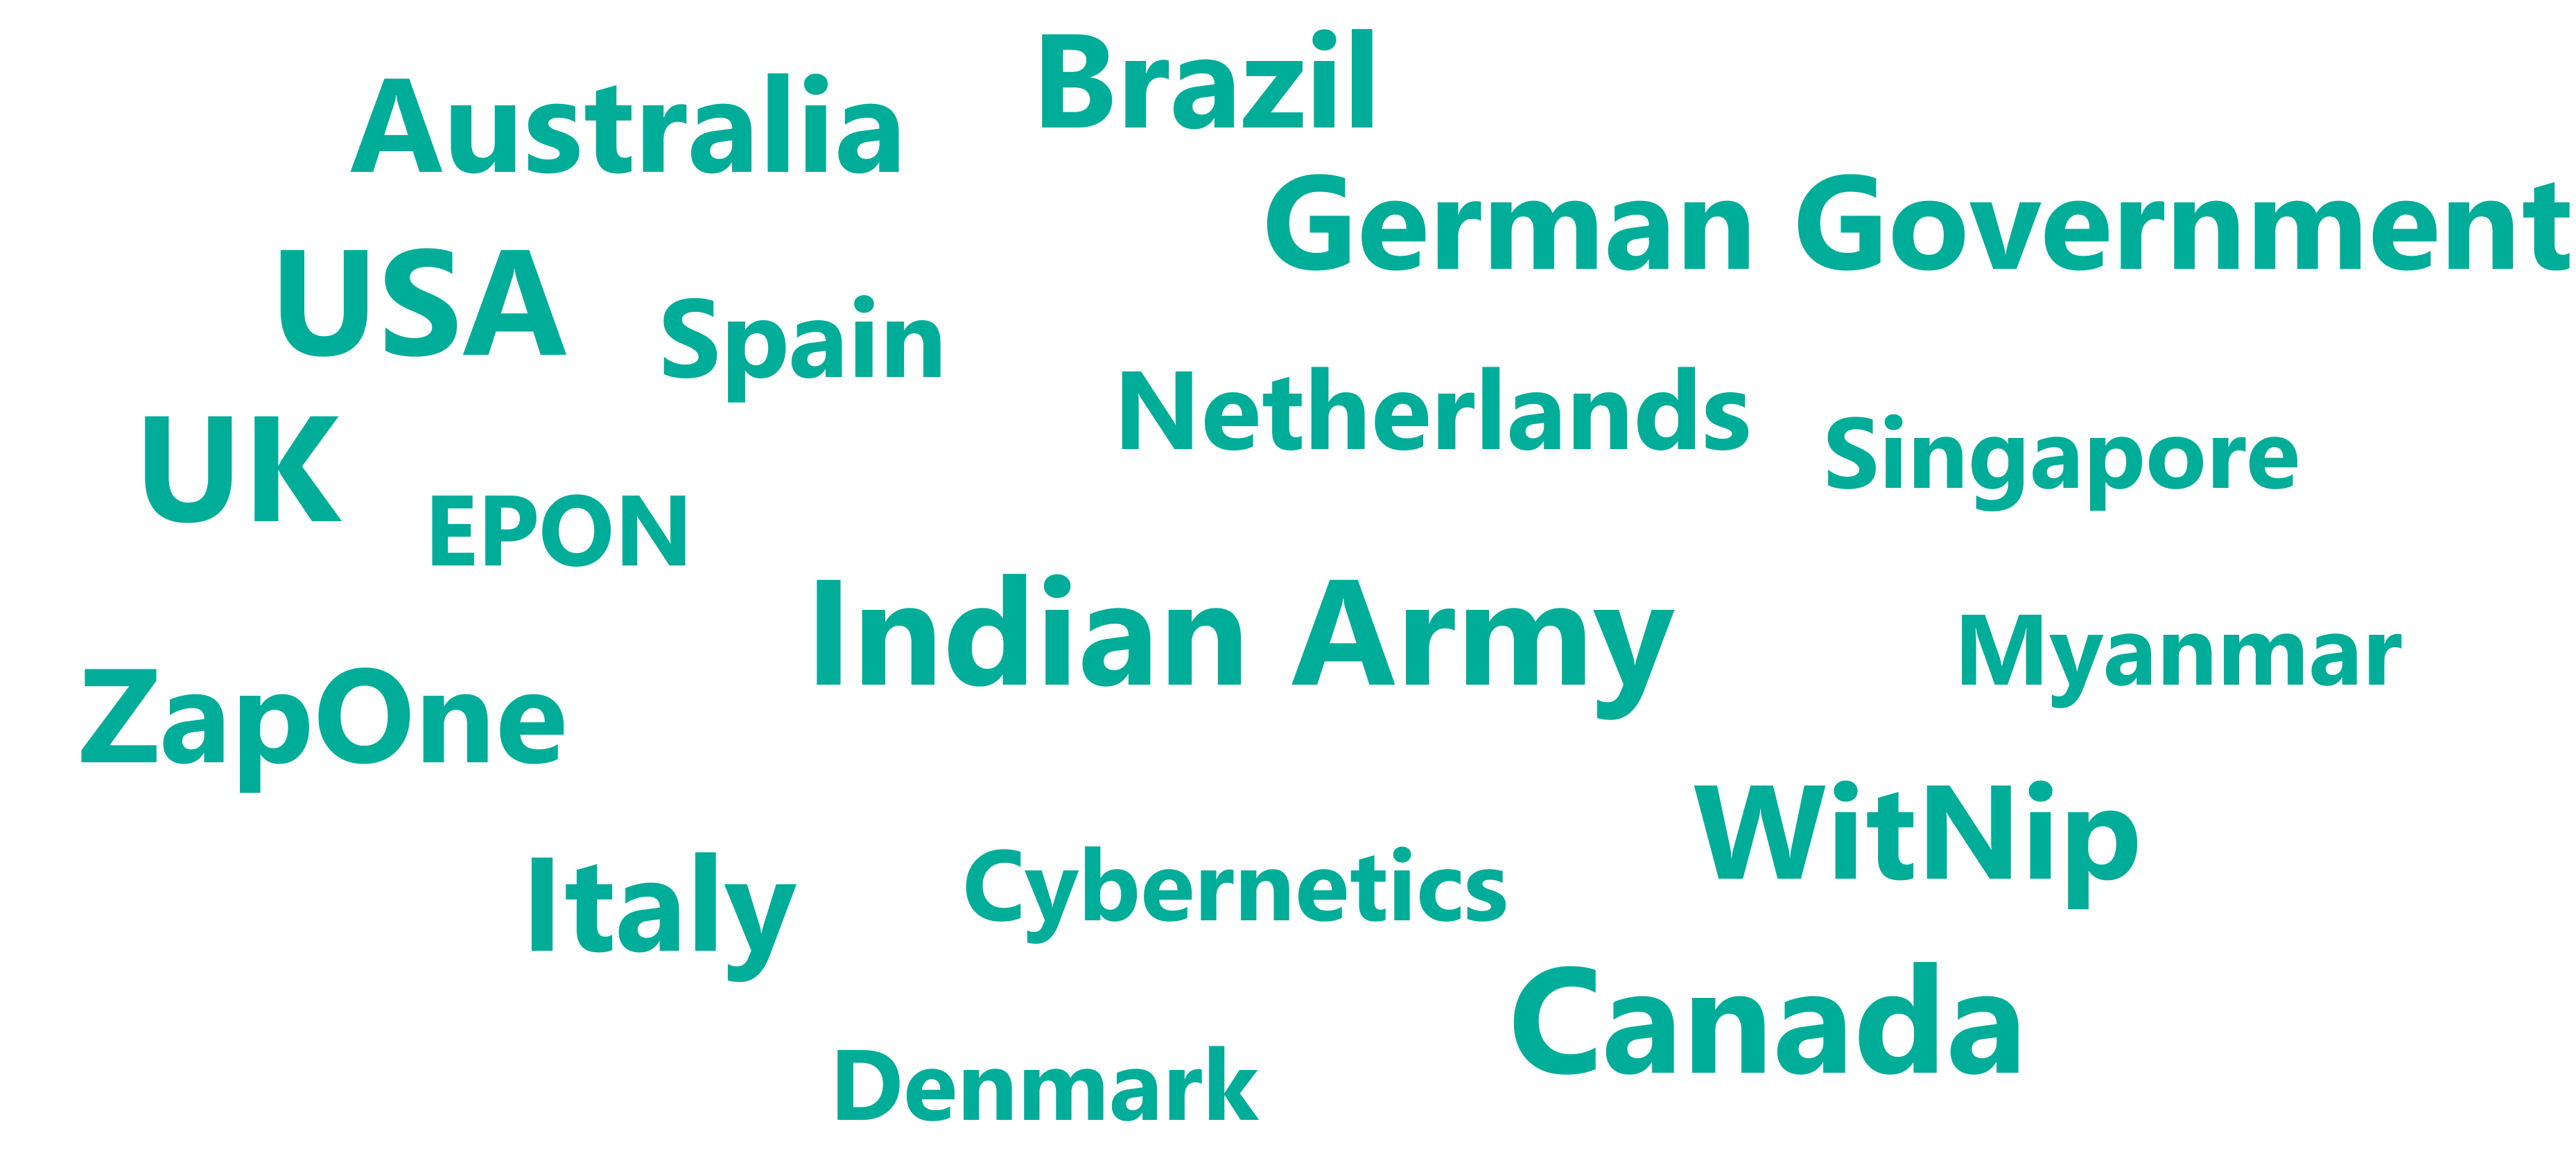 Brazil
Australia
German Government
USA
Spain
Netherlands
Singapore
UK
EPON
Indian Army
Myanmar
ZapOne
WitNip
Italy
Cybernetics
Canada
Denmark